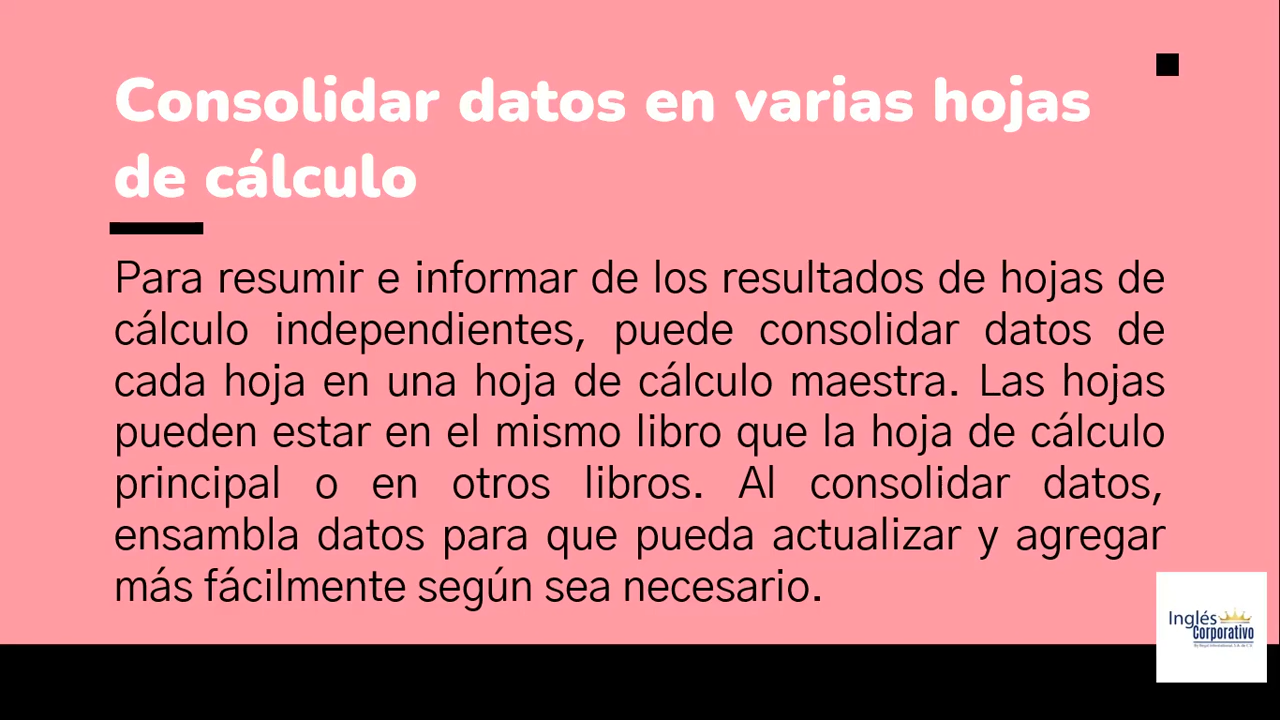 Consolidar datos en varias hojas
de cálculo
Para resumir e informar de los resultados de hojas de
cálculo independientes, puede consolidar datos de
cada hoja en una hoja de cálculo maestra. Las hojas
pueden estar en el mismo libro que la hoja de cálculo
principal o en otros libros. Al consolidar datos,
ensambla datos para que pueda actualizar y agregar
más fácilmente según sea necesario.
Inglés
Corporativo